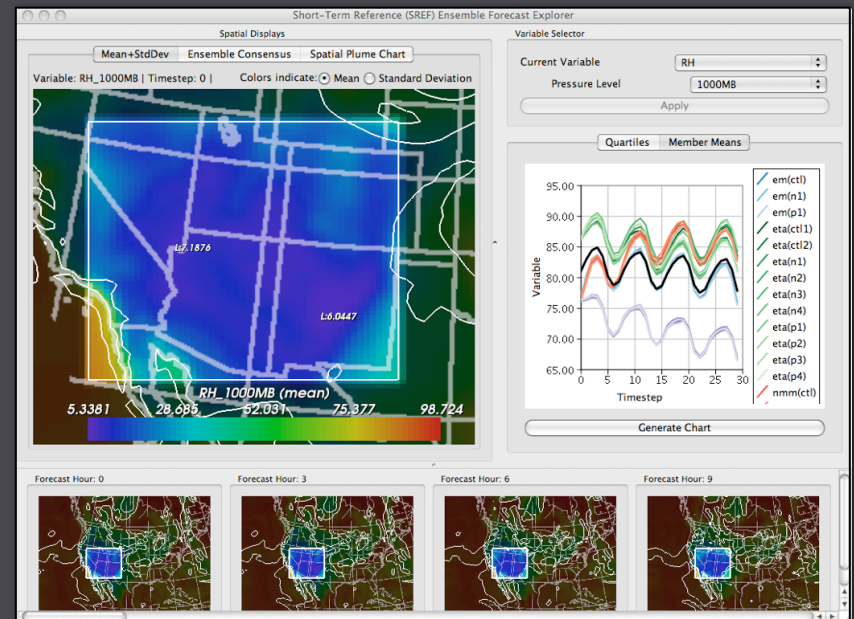 Short-Term Reference (SREF) Ensemble Forecast Explorer
Spatial Displays
Mean+StdDev Ensemble Consensus Spatial Plume Chart
Variable: RH_1000MB | Timestep: 0 | Colors indicate: Mean Standard Deviation
L:7.1876
L:6.0447
RH_1000MB (mean)
5.3381 28.685 52.031 75.377 98.724
Variable Selector
Current Variable RH
Pressure Level 1000MB
Apply
Quartiles Member Means
95.00
90.00
85.00
80.00
75.00
70.00
65.00
Variable
0 5 10 15 20 25 30
Timestep
em(ctl)
em(n1)
em(p1)
eta(ctl1)
eta(ctl2)
eta(n1)
eta(n2)
eta(n3)
eta(n4)
eta(p1)
eta(p2)
eta(p3)
eta(p4)
nmm(ctl)
Generate Chart
Forecast Hour: 0 Forecast Hour: 3 Forecast Hour: 6 Forecast Hour: 9